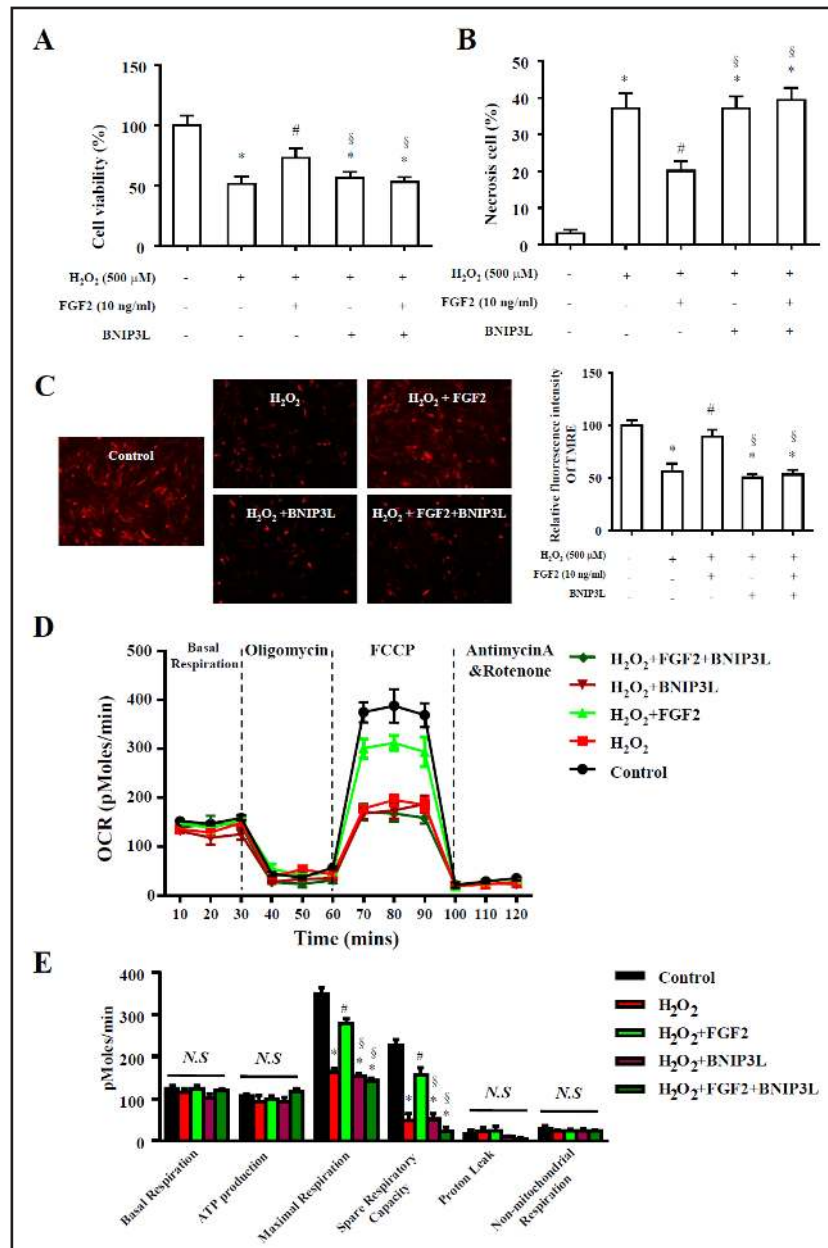 A
Cell viability (%)
150
100
50
0
*
#
§
*
§
*
H₂O₂ (500 μM) - + + + +
FGF2 (10 ng/ml) - - + - +
BNIP3L - - - + +
B
Necrosis cell (%)
50
40
30
20
10
0
*
#
§
*
§
*
H₂O₂ (500 μM) - + + + +
FGF2 (10 ng/ml) - - + - +
BNIP3L - - - + +
C
Control
H₂O₂
H₂O₂ + FGF2
H₂O₂ +BNIP3L
H₂O₂ + FGF2+BNIP3L
Relative fluorescence intensity
Of TMRE
150
100
50
0
*
#
§
*
§
*
H₂O₂ (500 μM) - + + + +
FGF2 (10 ng/ml) - - + - +
BNIP3L - - - + +
D
OCR (pMoles/min)
500
400
300
200
100
0
Basal
Respiration
Oligomycin
FCCP
AntimycinA
&Rotenone
10 20 30 40 50 60 70 80 90 100 110 120
Time (mins)
H₂O₂+FGF2+BNIP3L
H₂O₂+BNIP3L
H₂O₂+FGF2
H₂O₂
Control
E
pMoles/min
400
300
200
100
0
N.S
N.S
*
#
§
*
§
*
*
#
§
*
§
*
N.S
N.S
Basal Respiration
ATP production
Maximal Respiration
Spare Respiratory
Capacity
Proton Leak
Non-mitochondrial
Respiration
Control
H₂O₂
H₂O₂+FGF2
H₂O₂+BNIP3L
H₂O₂+FGF2+BNIP3L